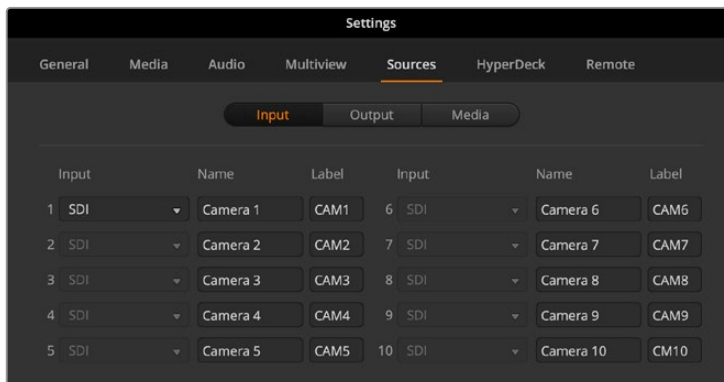 Settings
General Media Audio Multiview Sources HyperDeck Remote
Input Output Media
Input Name Label Input Name Label
1 SDI Camera 1 CAM1 6 SDI Camera 6 CAM6
2 SDI Camera 2 CAM2 7 SDI Camera 7 CAM7
3 SDI Camera 3 CAM3 8 SDI Camera 8 CAM8
4 SDI Camera 4 CAM4 9 SDI Camera 9 CAM9
5 SDI Camera 5 CAM5 10 SDI Camera 10 CM10